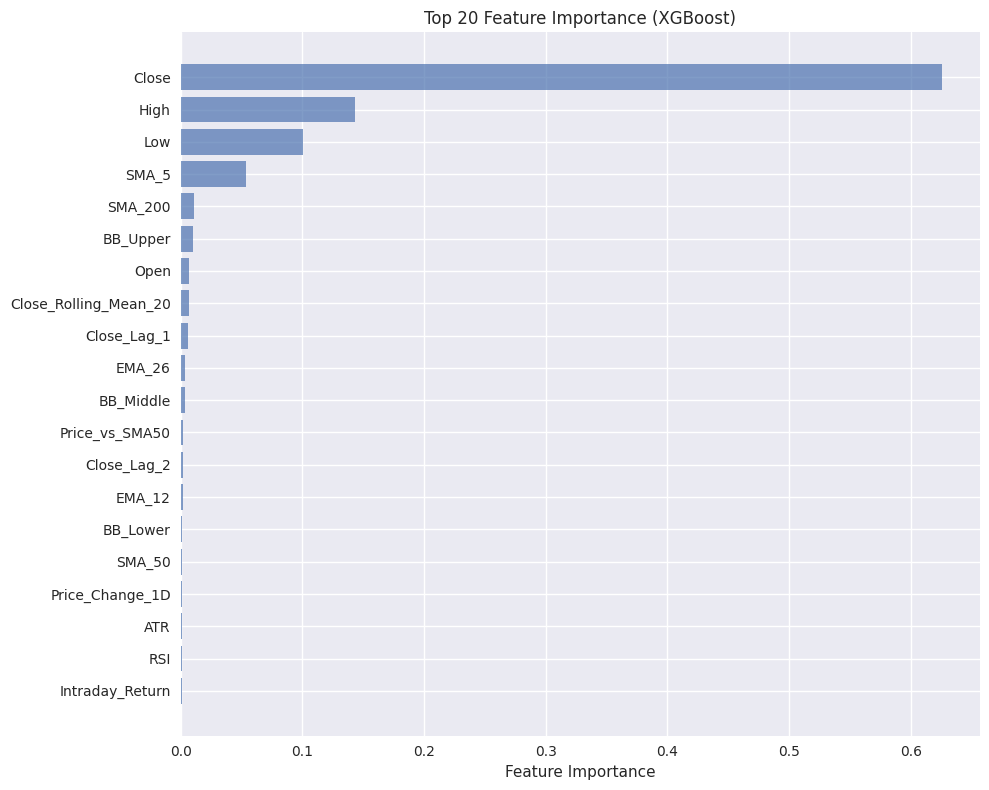 Top 20 Feature Importance (XGBoost)
Close
High
Low
SMA_5
SMA_200
BB_Upper
Open
Close_Rolling_Mean_20
Close_Lag_1
EMA_26
BB_Middle
Price_vs_SMA50
Close_Lag_2
EMA_12
BB_Lower
SMA_50
Price_Change_1D
ATR
RSI
Intraday_Return
0.0 0.1 0.2 0.3 0.4 0.5 0.6
Feature Importance